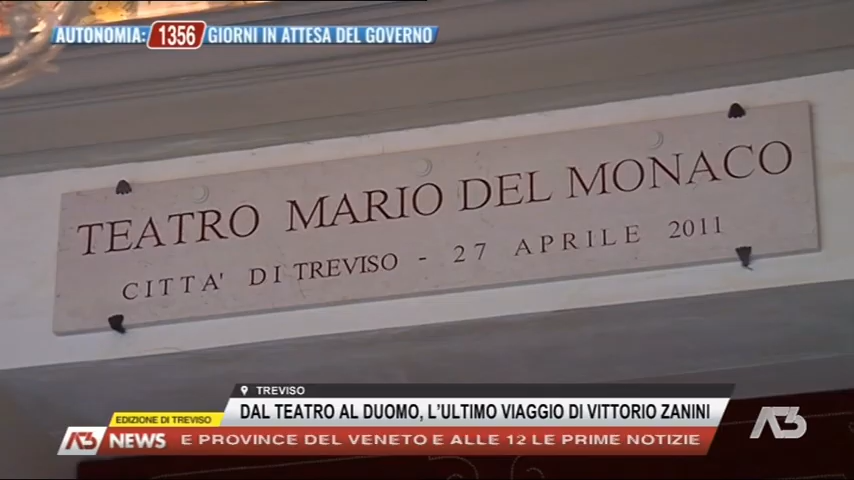 AUTONOMIA: 1356 GIORNI IN ATTESA DEL GOVERNO
TEATRO MARIO DEL MONACO
CITTA' DI TREVISO - 27 APRILE 2011
TREVISO
EDIZIONE DI TREVISO
DAL TEATRO AL DUOMO, L'ULTIMO VIAGGIO DI VITTORIO ZANINI
A3 NEWS E PROVINCE DEL VENETO E ALLE 12 LE PRIME NOTIZIE
A3